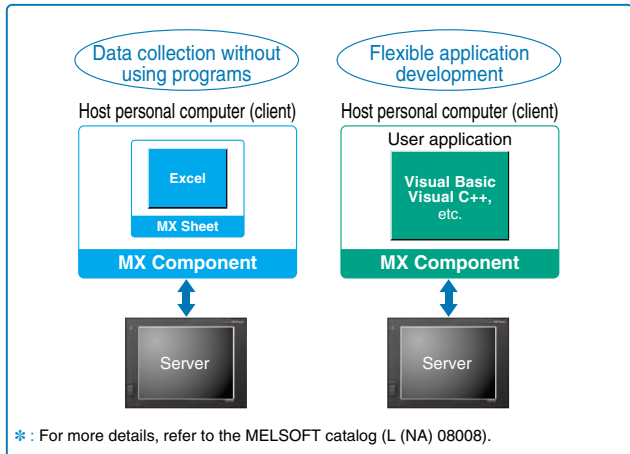 Data collection without
using programs
Host personal computer (client)
Excel
MX Sheet
MX Component
Server
Flexible application
development
Host personal computer (client)
User application
Visual Basic
Visual C++,
etc.
MX Component
Server
✻ : For more details, refer to the MELSOFT catalog (L (NA) 08008).